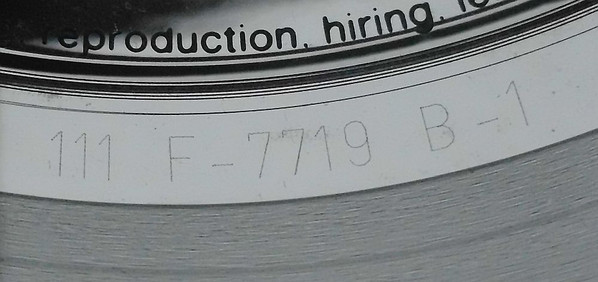 reproduction, hiring,
111 F-7719 B-1